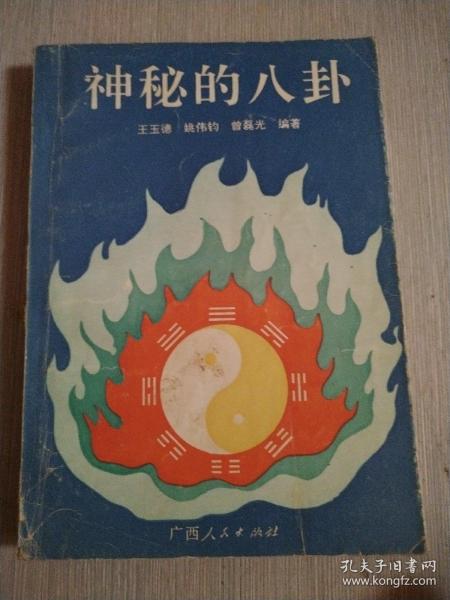 神秘的八卦
王玉德 姚伟钧 曾磊光 编著
广西人民出版社
孔夫子旧书网
www.kongfz.com